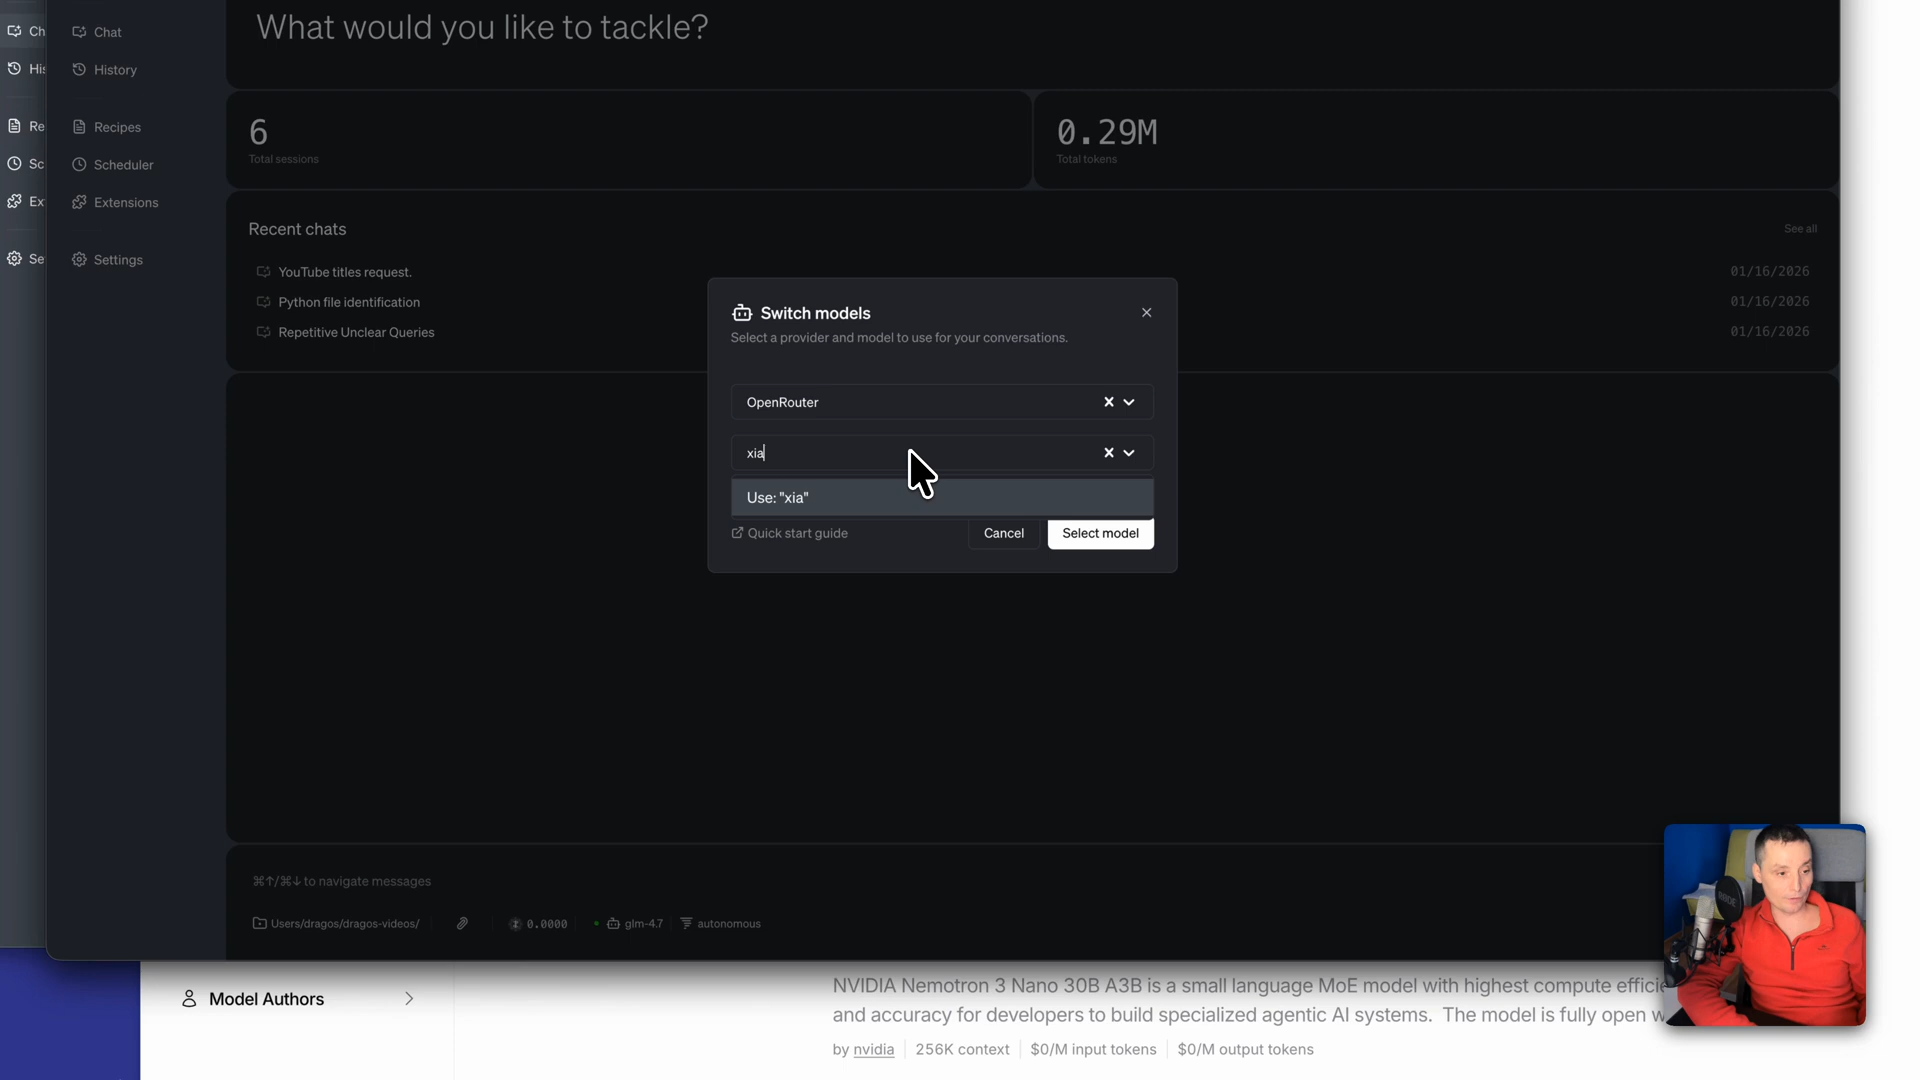 Ch
His
Re
Sc
Ex
Se
Chat
History
Recipes
Scheduler
Extensions
Settings
What would you like to tackle?
6
Total sessions
0.29M
Total tokens
Recent chats
See all
YouTube titles request.
01/16/2026
Python file identification
01/16/2026
Repetitive Unclear Queries
01/16/2026
Switch models
Select a provider and model to use for your conversations.
OpenRouter
xia
Use: "xia"
Quick start guide
Cancel
Select model
⌘↑/⌘↓ to navigate messages
Users/dragos/dragos-videos/
0.0000
glm-4.7
autonomous
Model Authors
NVIDIA Nemotron 3 Nano 30B A3B is a small language MoE model with highest compute efficie
and accuracy for developers to build specialized agentic AI systems. The model is fully open w
by nvidia
256K context
$0/M input tokens
$0/M output tokens